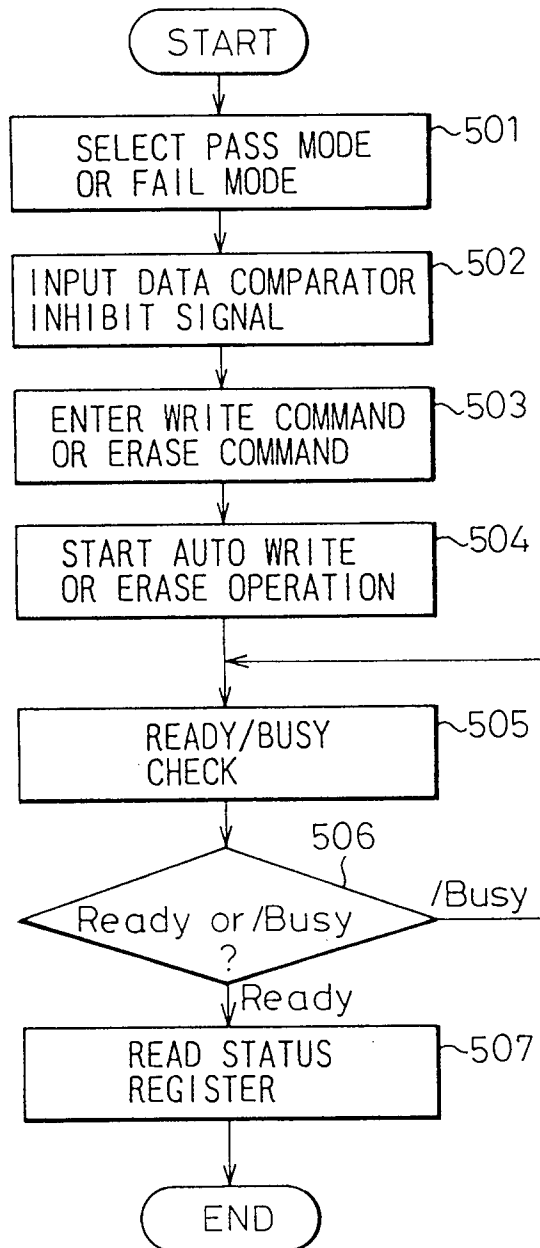 START
501
SELECT PASS MODE
OR FAIL MODE
502
INPUT DATA COMPARATOR
INHIBIT SIGNAL
503
ENTER WRITE COMMAND
OR ERASE COMMAND
504
START AUTO WRITE
OR ERASE OPERATION
505
READY/BUSY
CHECK
506
/Busy
Ready or /Busy
?
Ready
507
READ STATUS
REGISTER
END